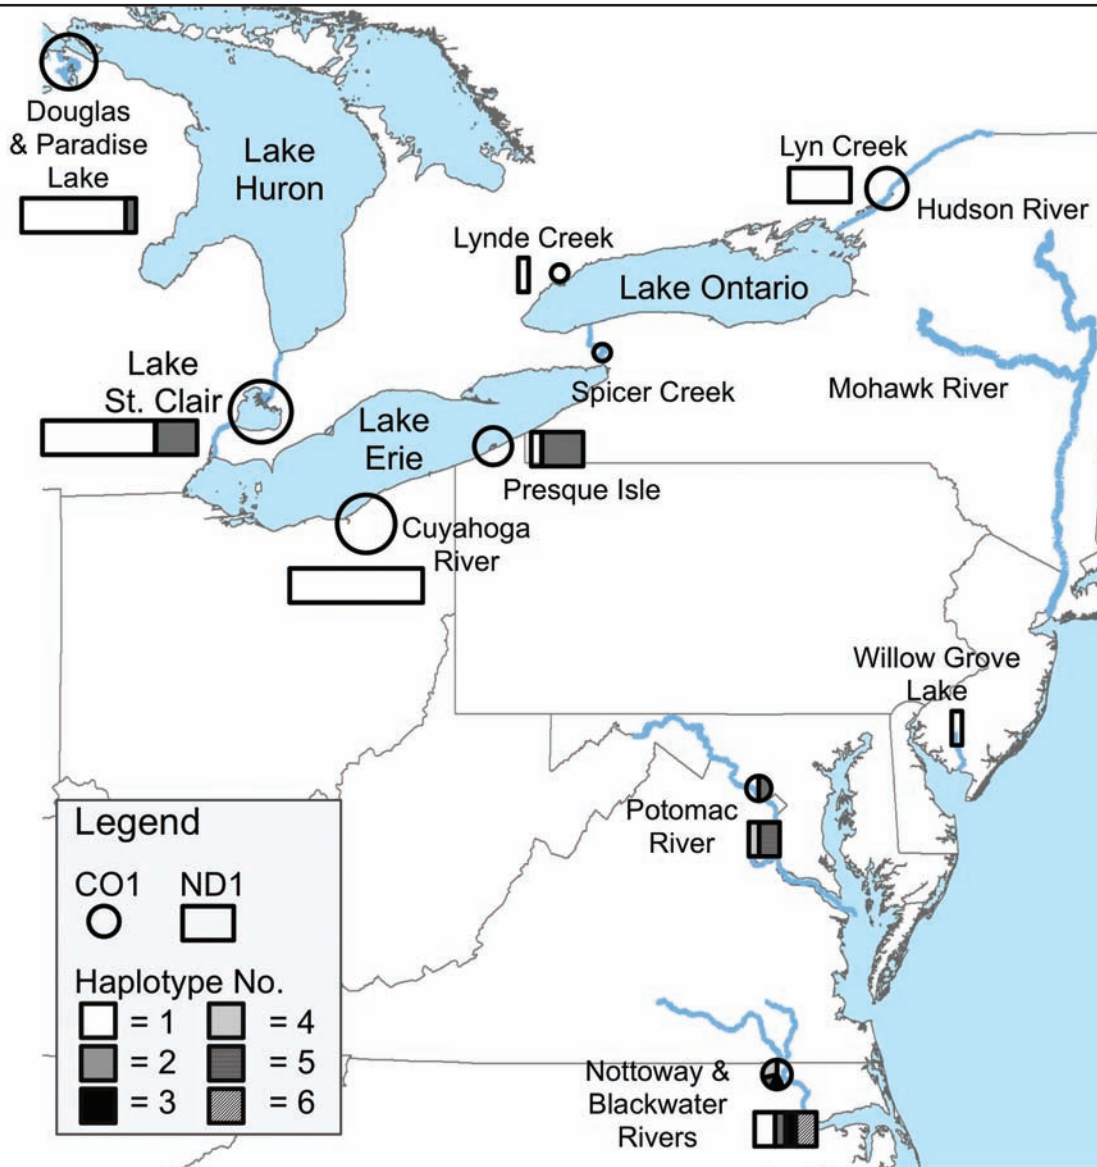 Douglas
& Paradise
Lake
Lake
Huron
Lyn Creek
Hudson River
Lynde Creek
Lake Ontario
Lake
St. Clair
Spicer Creek
Mohawk River
Lake
Erie
Presque Isle
Cuyahoga
River
Willow Grove
Lake
Potomac
River
Legend
CO1 ND1
Haplotype No.
= 1 = 4
= 2 = 5
= 3 = 6
Nottoway &
Blackwater
Rivers